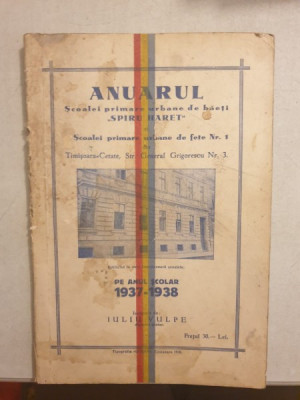 ANUARUL
Școalei primare urbane de băeți
„SPIRU HARET"
Școalei primare urbane de fete Nr. 1
Timișoara-Cetate, Str. General Grigorescu Nr. 3.
PE ANUL ȘCOLAR
1937-1938
IULIU VULPE
Prețul 50.— Lei.